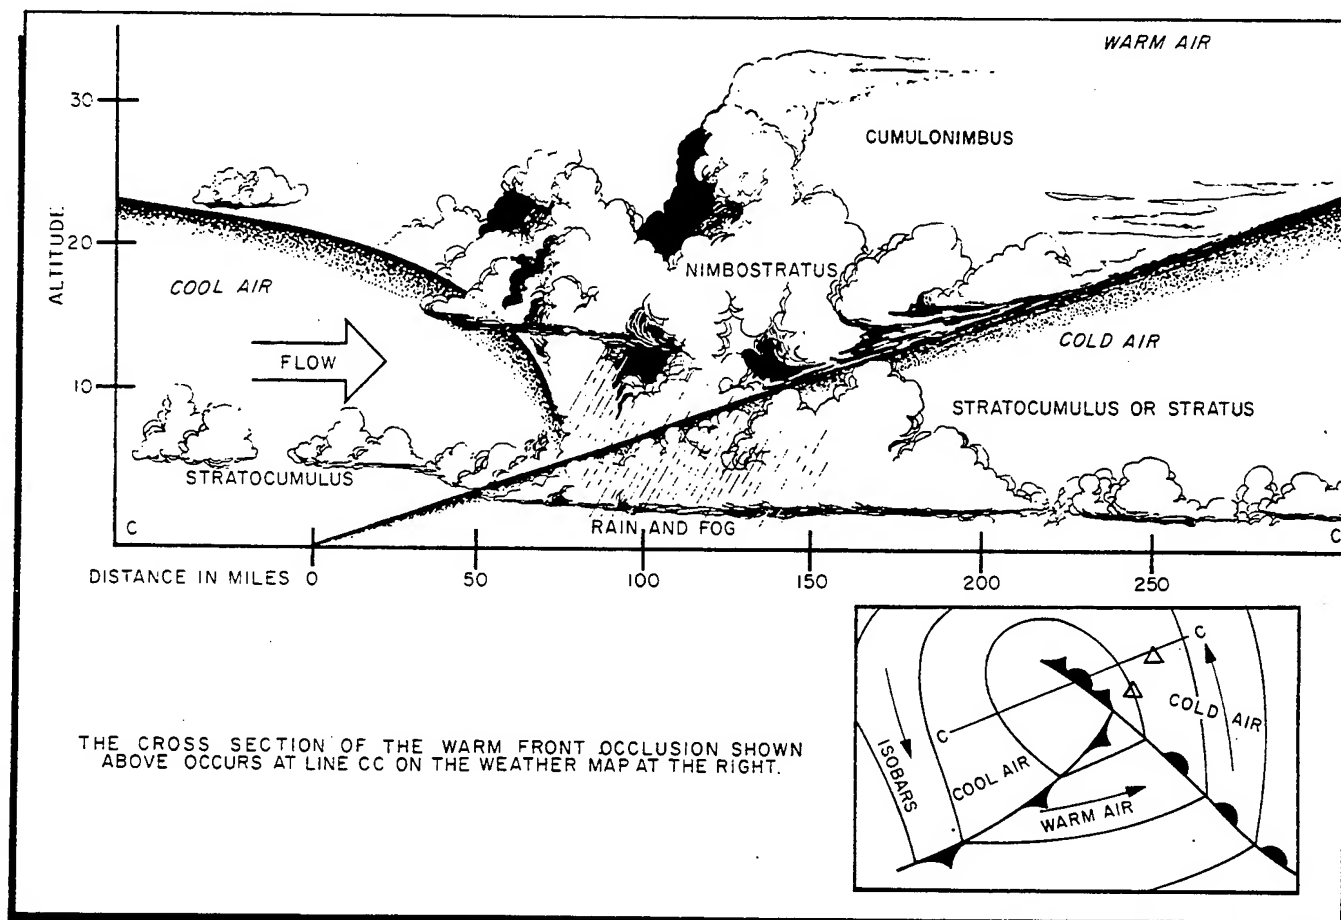 WARM AIR
30
CUMULONIMBUS
ALTITUDE
20
NIMBOSTRATUS
COOL AIR
COLD AIR
FLOW
10
STRATOCUMULUS OR STRATUS
STRATOCUMULUS
C
RAIN AND FOG
C
DISTANCE IN MILES 0 50 100 150 200 250
THE CROSS SECTION OF THE WARM FRONT OCCLUSION SHOWN
ABOVE OCCURS AT LINE CC ON THE WEATHER MAP AT THE RIGHT.
C
COLD AIR
C
ISOBARS
COOL AIR
WARM AIR